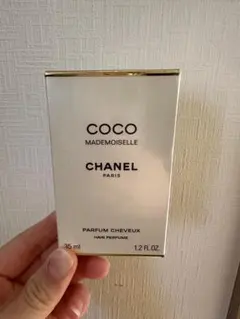 COCO
MADEMOISELLE
CHANEL
PARIS
PARFUM CHEVEUX
HAIR PERFUME
35 ml 1.2 FL.OZ.